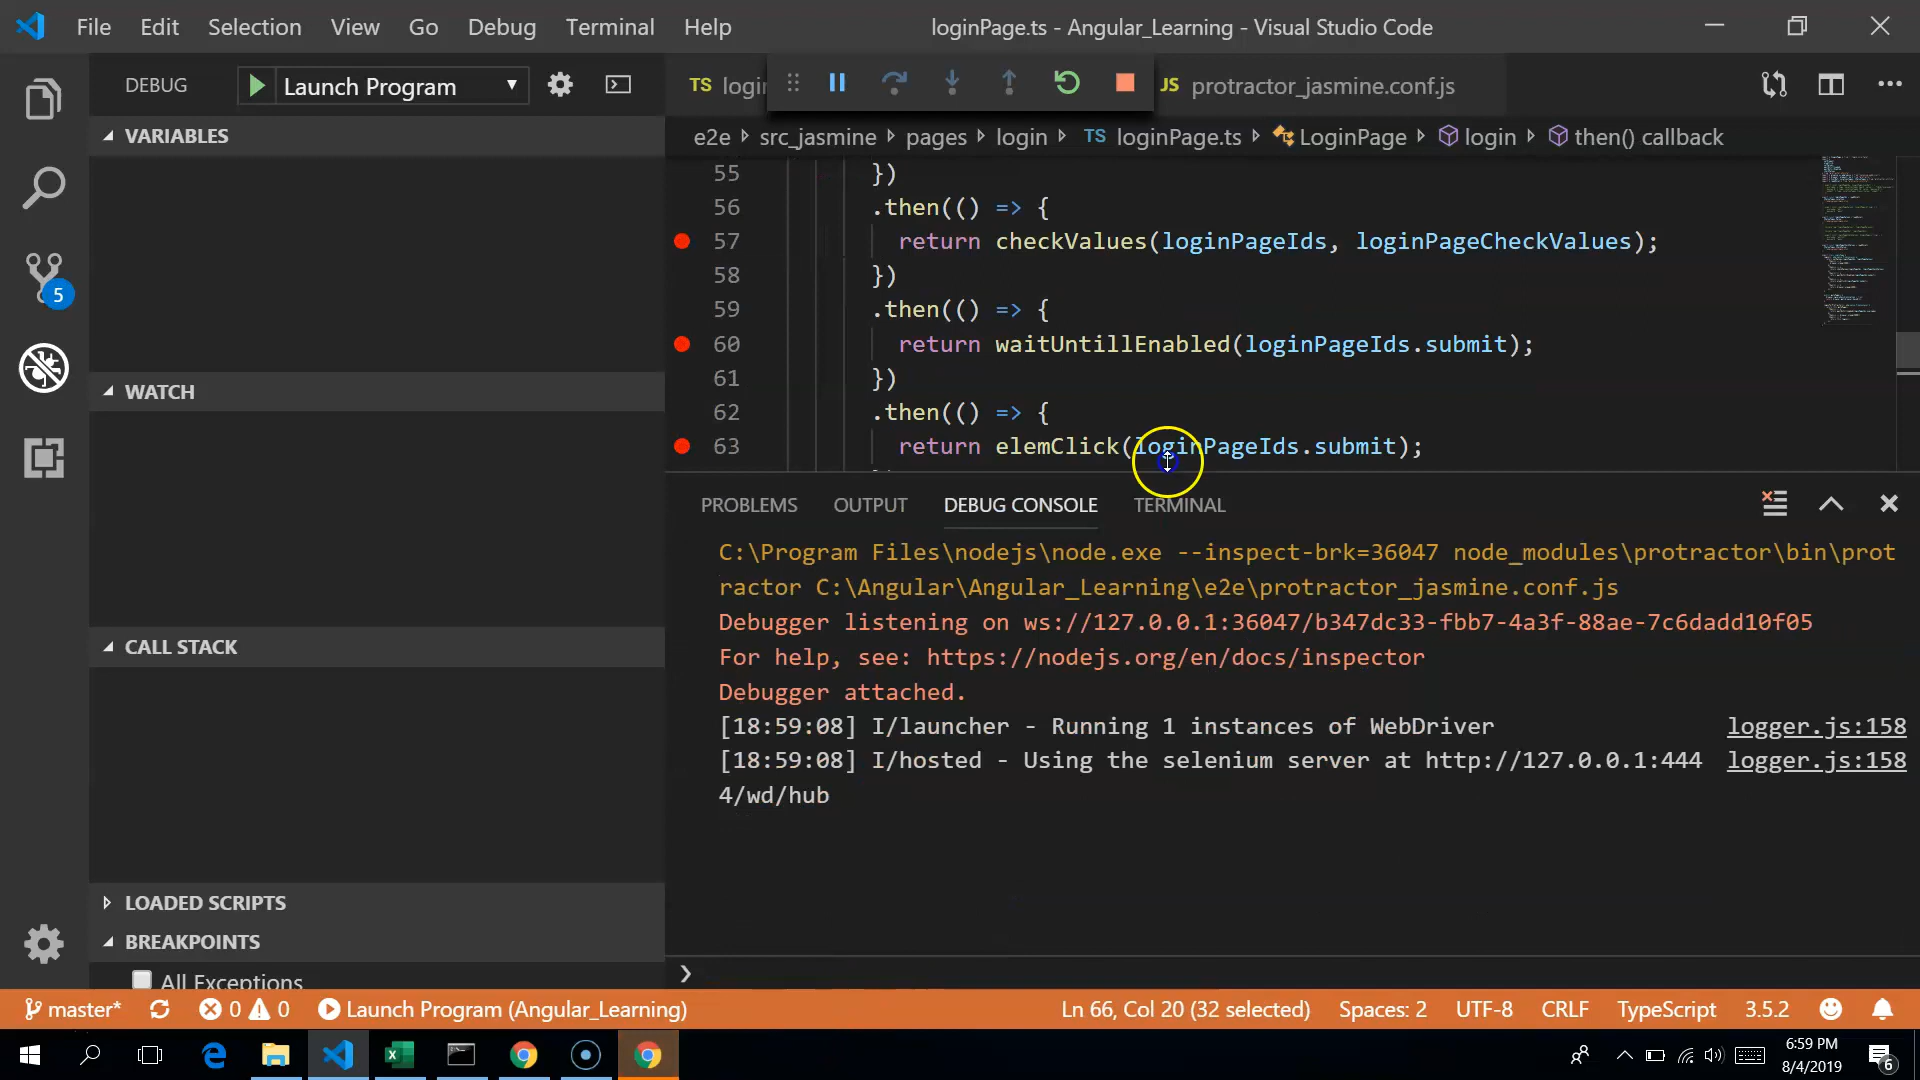 File Edit Selection View Go Debug Terminal Help
loginPage.ts - Angular_Learning - Visual Studio Code
DEBUG
Launch Program
TS login
JS protractor_jasmine.conf.js
VARIABLES
e2e src_jasmine pages login TS loginPage.ts LoginPage login then() callback
55 })
56 .then(() => {
57 return checkValues(loginPageIds, loginPageCheckValues);
58 })
59 .then(() => {
60 return waitUntillEnabled(loginPageIds.submit);
61 })
62 .then(() => {
63 return elemClick(loginPageIds.submit);
5
WATCH
CALL STACK
LOADED SCRIPTS
BREAKPOINTS
All Exceptions
PROBLEMS OUTPUT DEBUG CONSOLE TERMINAL
C:\Program Files\nodejs\node.exe --inspect-brk=36047 node_modules\protractor\bin\prot
ractor C:\Angular\Angular_Learning\e2e\protractor_jasmine.conf.js
Debugger listening on ws://127.0.0.1:36047/b347dc33-fbb7-4a3f-88ae-7c6dadd10f05
For help, see: https://nodejs.org/en/docs/inspector
Debugger attached.
[18:59:08] I/launcher - Running 1 instances of WebDriver logger.js:158
[18:59:08] I/hosted - Using the selenium server at http://127.0.0.1:444 logger.js:158
4/wd/hub
master* 0 0 Launch Program (Angular_Learning) Ln 66, Col 20 (32 selected) Spaces: 2 UTF-8 CRLF TypeScript 3.5.2
6:59 PM
8/4/2019
6